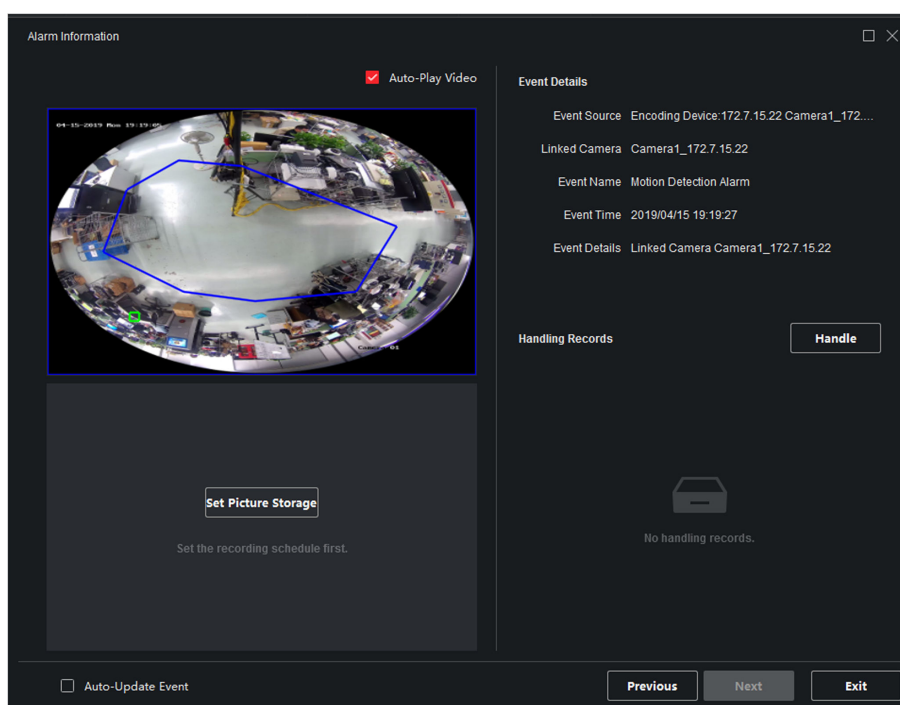 Alarm Information
Auto-Play Video
04-15-2019 Mon 19:19:05
Camera 01
Set Picture Storage
Set the recording schedule first.
Event Details
Event Source Encoding Device:172.7.15.22 Camera1_172....
Linked Camera Camera1_172.7.15.22
Event Name Motion Detection Alarm
Event Time 2019/04/15 19:19:27
Event Details Linked Camera Camera1_172.7.15.22
Handling Records
Handle
No handling records.
Auto-Update Event
Previous
Next
Exit